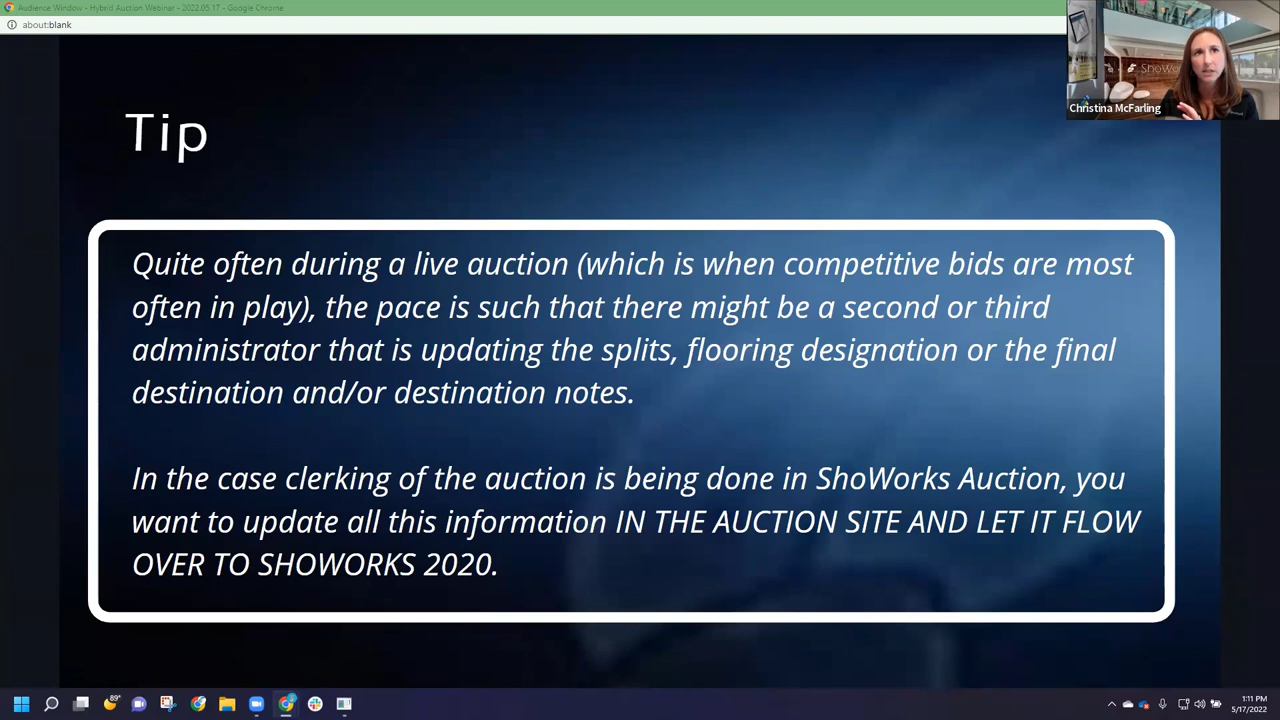 Audience Window - Hybrid Auction Webinar - 2022.05.17 - Google Chrome
about:blank
ShoWo
Christina McFarling
Tip
Quite often during a live auction (which is when competitive bids are most
often in play), the pace is such that there might be a second or third
administrator that is updating the splits, flooring designation or the final
destination and/or destination notes.
In the case clerking of the auction is being done in ShoWorks Auction, you
want to update all this information IN THE AUCTION SITE AND LET IT FLOW
OVER TO SHOWORKS 2020.
89°
1:11 PM
5/17/2022